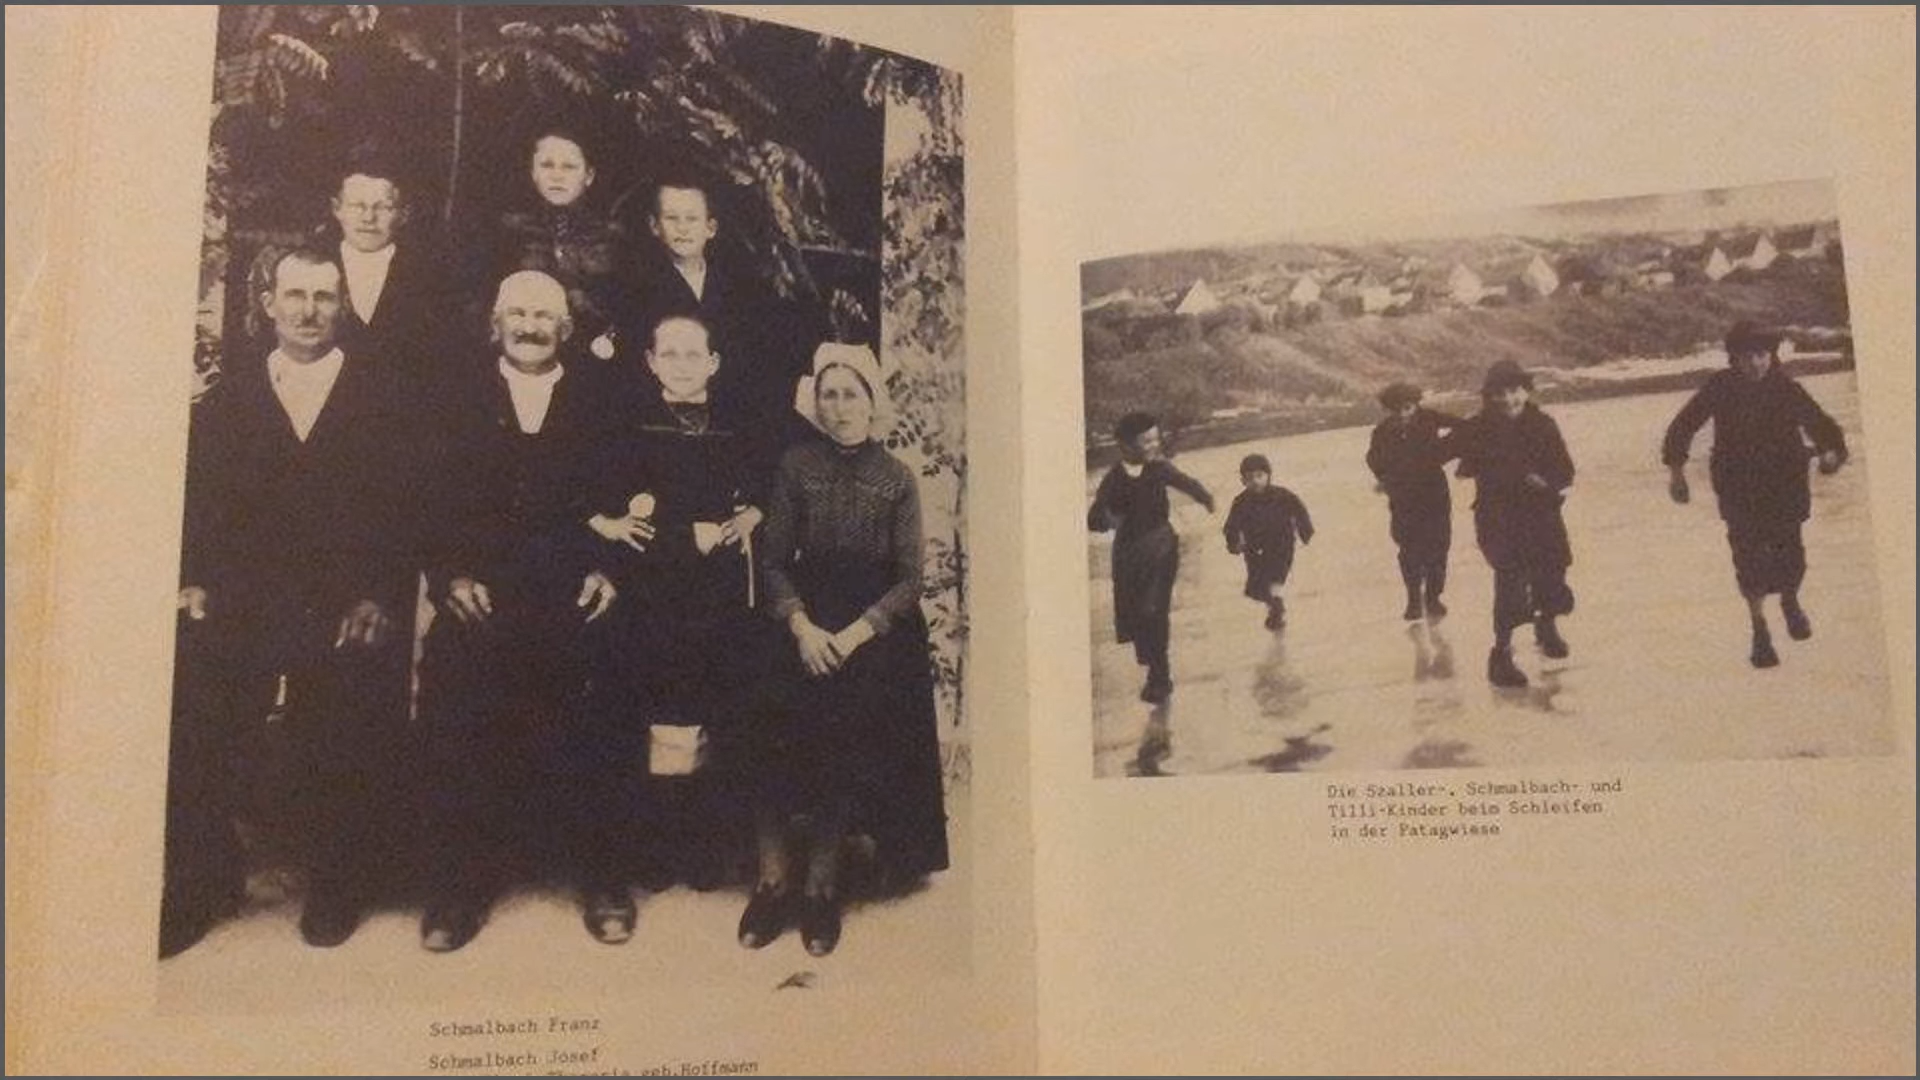 Schmalbach Franz
Schmalbach Josef
geb.Hoffmann
Die Szaller-, Schmalbach- und
Tilli-Kinder beim Schleifen
in der Patagwiese